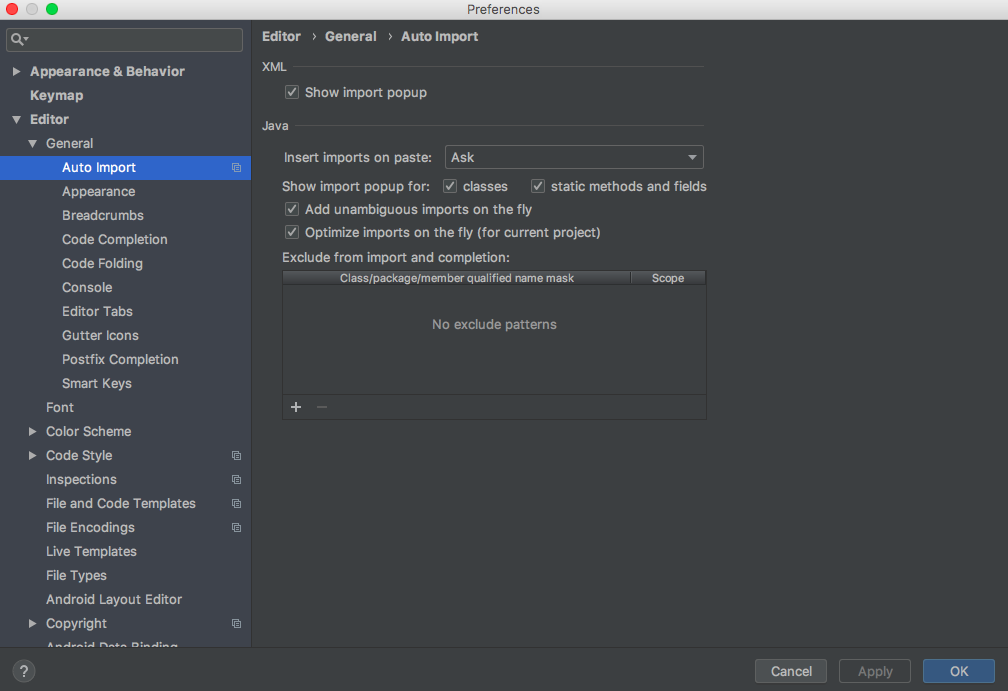 Preferences
Appearance & Behavior
Keymap
Editor
General
Auto Import
Appearance
Breadcrumbs
Code Completion
Code Folding
Console
Editor Tabs
Gutter Icons
Postfix Completion
Smart Keys
Font
Color Scheme
Code Style
Inspections
File and Code Templates
File Encodings
Live Templates
File Types
Android Layout Editor
Copyright
Android Data Binding
Editor › General › Auto Import
XML
Show import popup
Java
Insert imports on paste: Ask
Show import popup for: classes static methods and fields
Add unambiguous imports on the fly
Optimize imports on the fly (for current project)
Exclude from import and completion:
Class/package/member qualified name mask Scope
No exclude patterns
? Cancel Apply OK